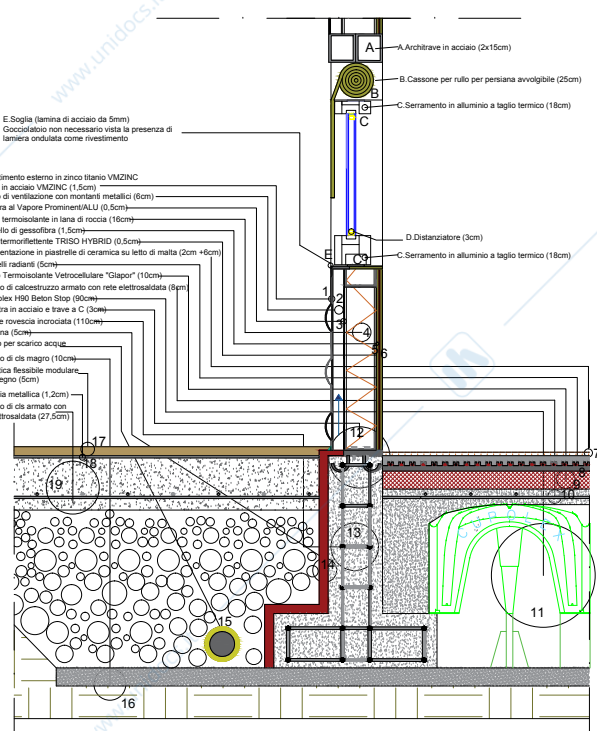 www.unidocs.i
A
A.Architrave in acciaio (2x15cm)
B.Cassone per rullo per persiana avvolgibile (25cm)
B
C.Serramento in alluminio a taglio termico (18cm)
C
E.Soglia (lamina di acciaio da 5mm)
Gocciolatoio non necessario vista la presenza di
lamiera ondulata come rivestimento
D.Distanziatore (3cm)
E
C
C.Serramento in alluminio a taglio termico (18cm)
timento esterno in zinco titanio VMZINC
in acciaio VMZINC (1,5cm)
di ventilazione con montanti metallici (6cm)
ra al Vapore Prominent/ALU (0,5cm)
termoisolante in lana di roccia (16cm)
llo di gessofibra (1,5cm)
termoriflettente TRISO HYBRID (0,5cm)
entazione in piastrelle di ceramica su letto di malta (2cm +6cm)
elli radianti (5cm)
Termoisolante Vetrocellulare "Glapor" (10cm)
o di calcestruzzo armato con rete elettrosaldata (8cm)
olex H90 Beton Stop (90cm)
tra in acciaio e trave a C (3cm)
e rovescia incrociata (110cm)
na (5cm)
o per scarico acque
o di cls magro (10cm)
tica flessibile modulare
egno (5cm)
ia metallica (1,2cm)
o di cls armato con
ttrosaldata (27,5cm)
1
2
3
4
5
6
7
8
9
10
11
CUPOLEX
12
13
14
15
16
17
18
19